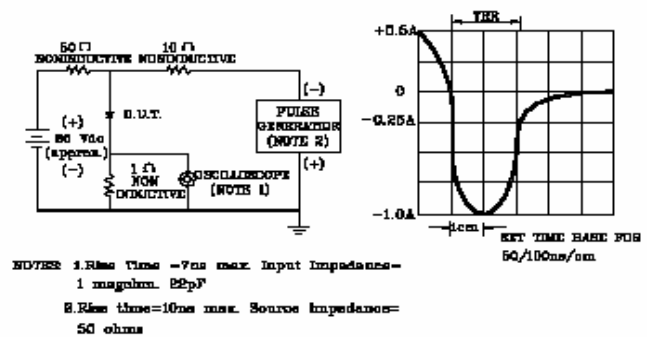 TRR
50 Ω
NONINDUCTIVE
10 Ω
NONINDUCTIVE
+0.5A
(-)
D.U.T.
PULSE
GENERATOR
(NOTE 2)
(+)
0
-0.25A
(+)
(approx.)
(-)
1 Ω
NON
INDUCTIVE
OSCILLOSCOPE
(NOTE 1)
-1.0A
1cm
SET TIME BASE FOR
50/100ns/cm
NOTES: 1.Rise Time =7ns max. Input Impedance=
1 megohm. 22pF
2.Rise time=10ns max. Source Impedance=
50 ohms